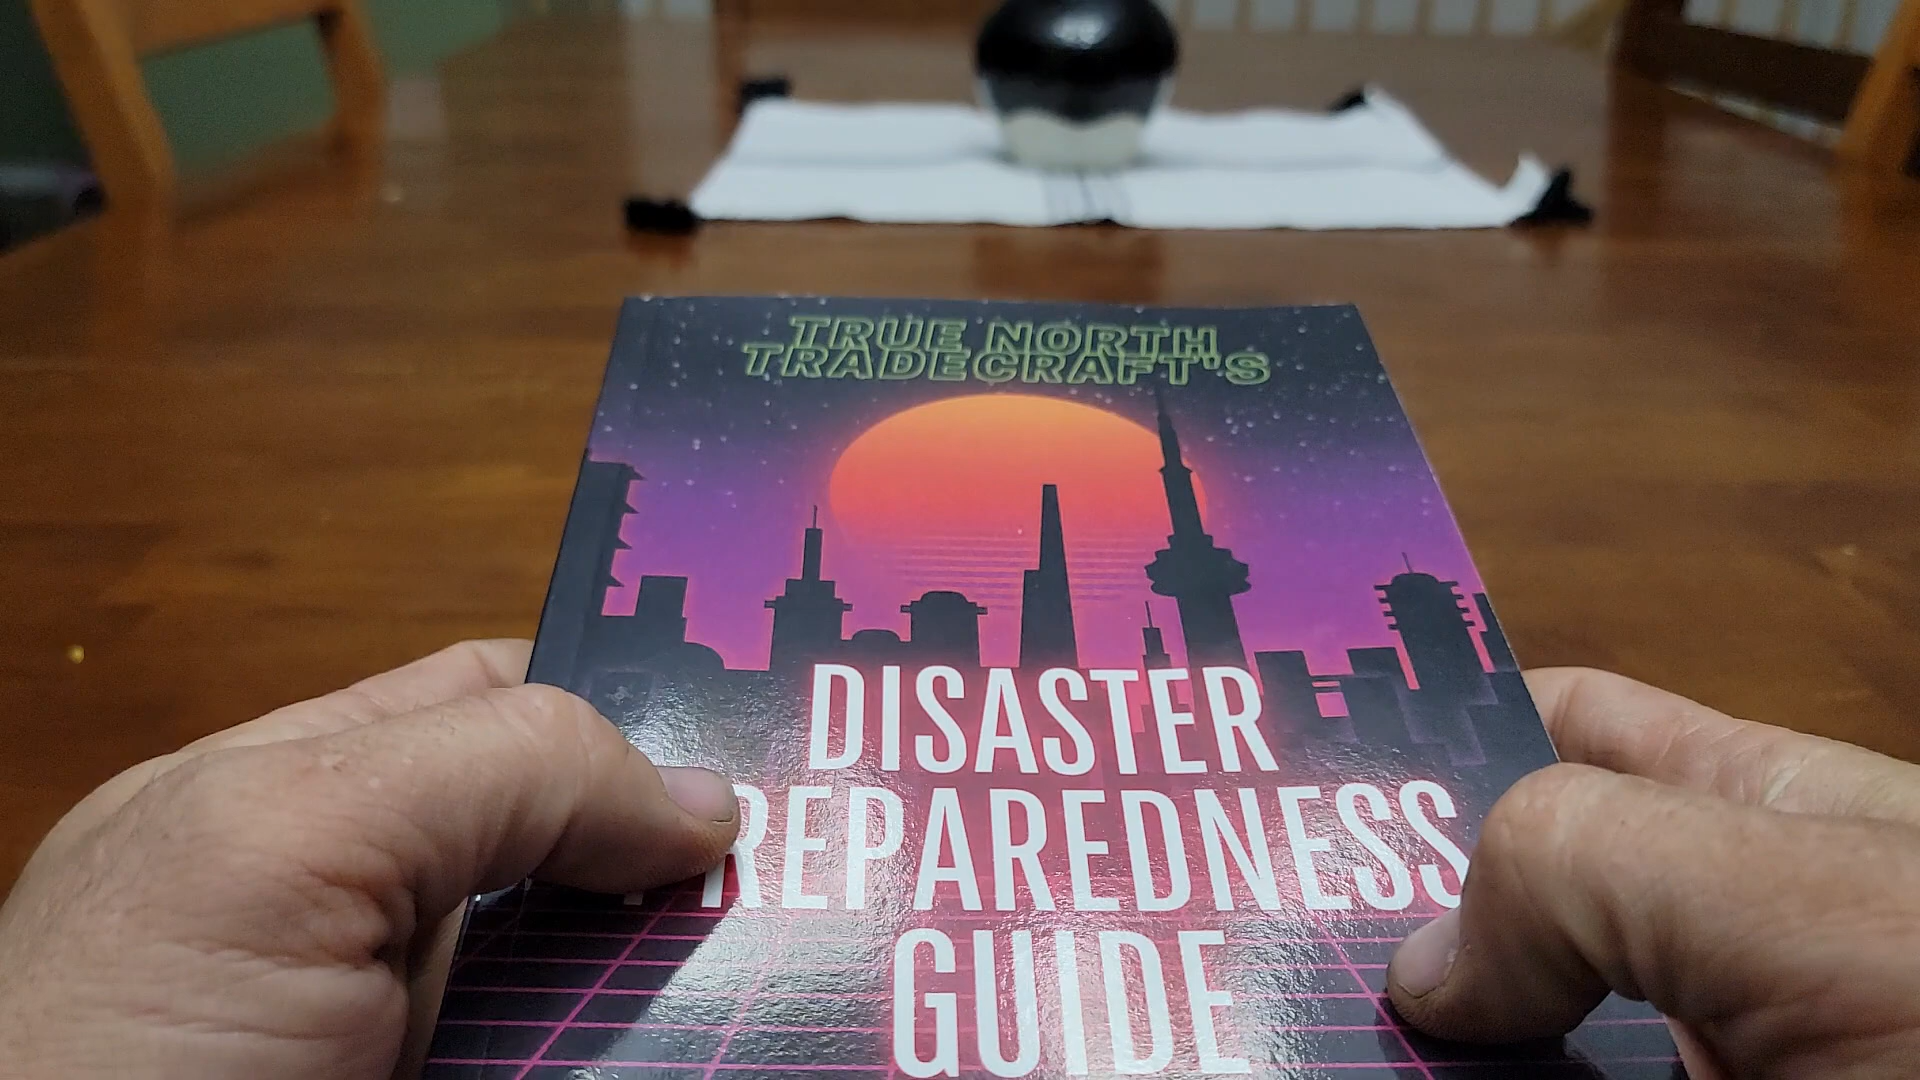 TRUE NORTH
TRADECRAFT'S
DISASTER
PREPAREDNESS
GUIDE